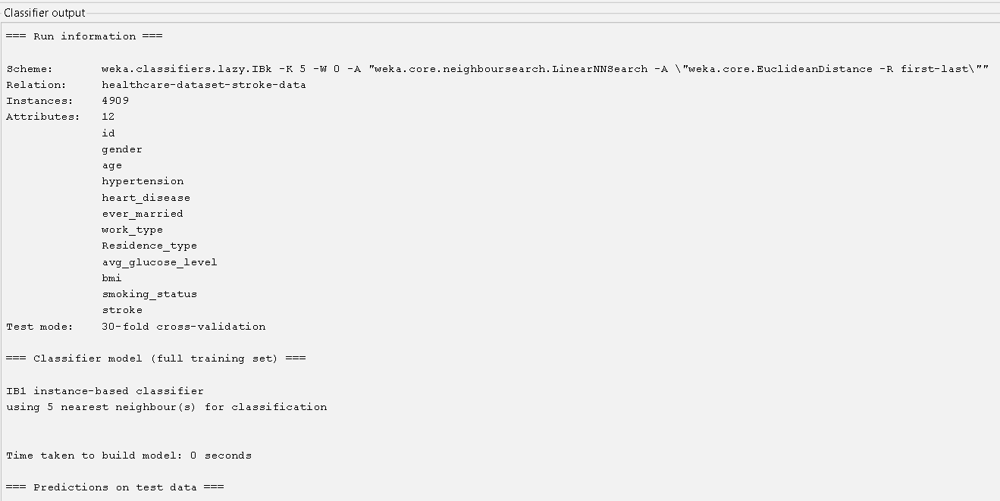 Classifier output
=== Run information ===
Scheme: weka.classifiers.lazy.IBk -K 5 -W 0 -A "weka.core.neighboursearch.LinearNNSearch -A \"weka.core.EuclideanDistance -R first-last\""
Relation: healthcare-dataset-stroke-data
Instances: 4909
Attributes: 12
id
gender
age
hypertension
heart_disease
ever_married
work_type
Residence_type
avg_glucose_level
bmi
smoking_status
stroke
Test mode: 30-fold cross-validation
=== Classifier model (full training set) ===
IB1 instance-based classifier
using 5 nearest neighbour(s) for classification
Time taken to build model: 0 seconds
=== Predictions on test data ===